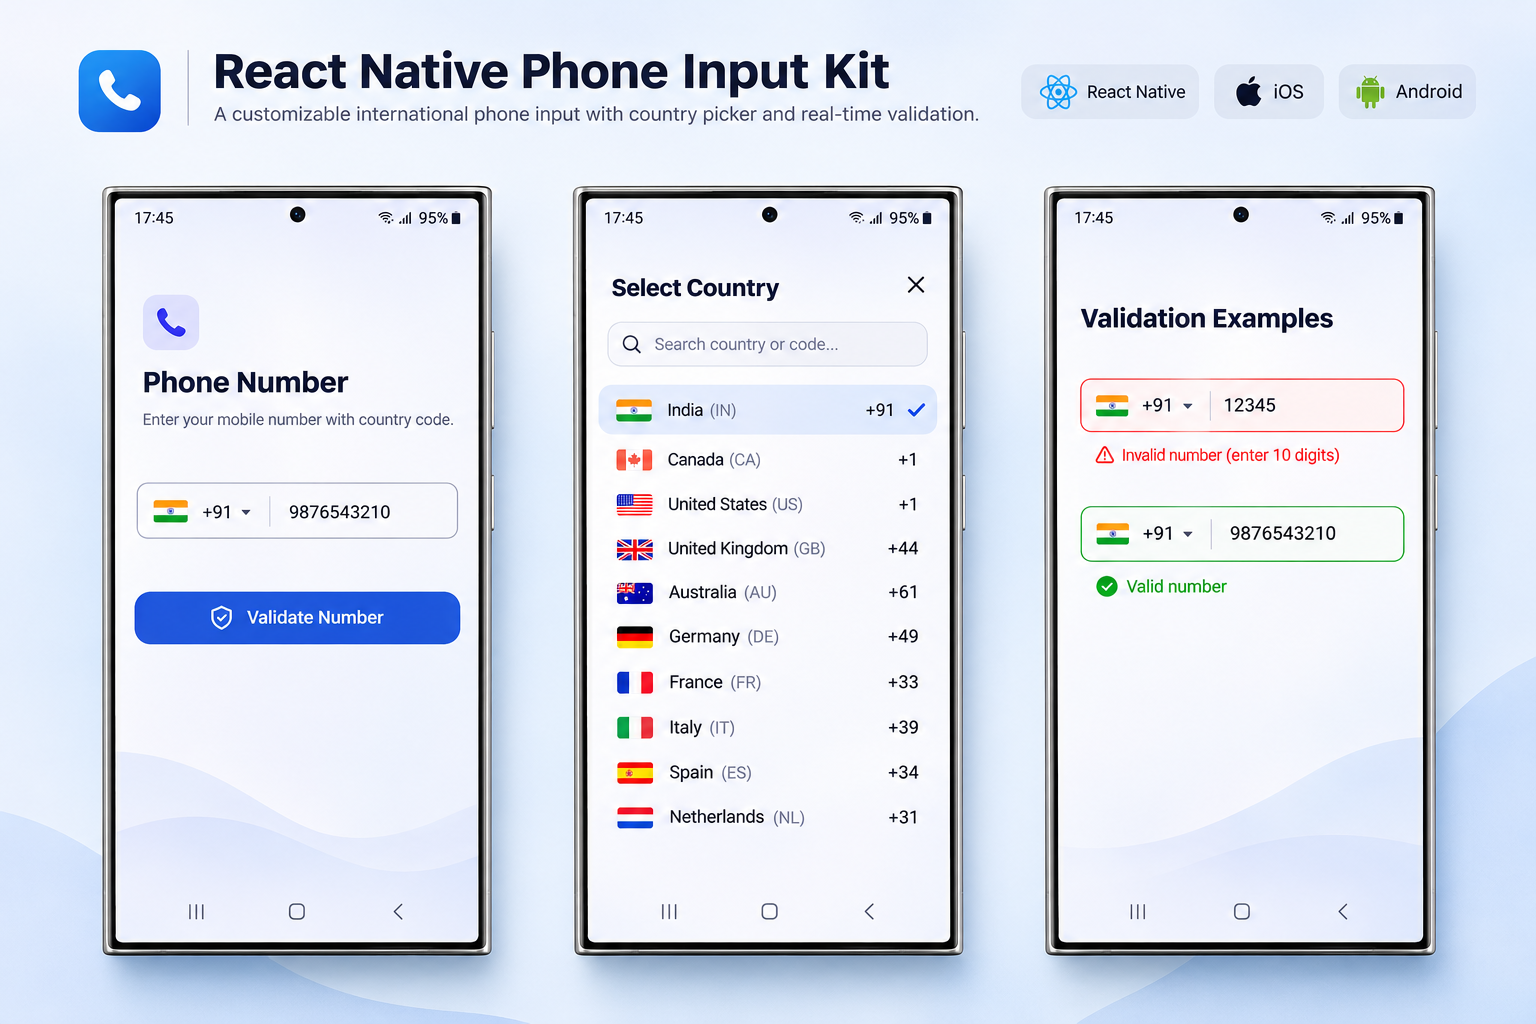 React Native Phone Input Kit
A customizable international phone input with country picker and real-time validation.
React Native
iOS
Android
17:45
95%
Phone Number
Enter your mobile number with country code.
+91
9876543210
Validate Number
17:45
95%
Select Country
Search country or code...
India (IN) +91
Canada (CA) +1
United States (US) +1
United Kingdom (GB) +44
Australia (AU) +61
Germany (DE) +49
France (FR) +33
Italy (IT) +39
Spain (ES) +34
Netherlands (NL) +31
17:45
95%
Validation Examples
+91 12345
Invalid number (enter 10 digits)
+91 9876543210
Valid number